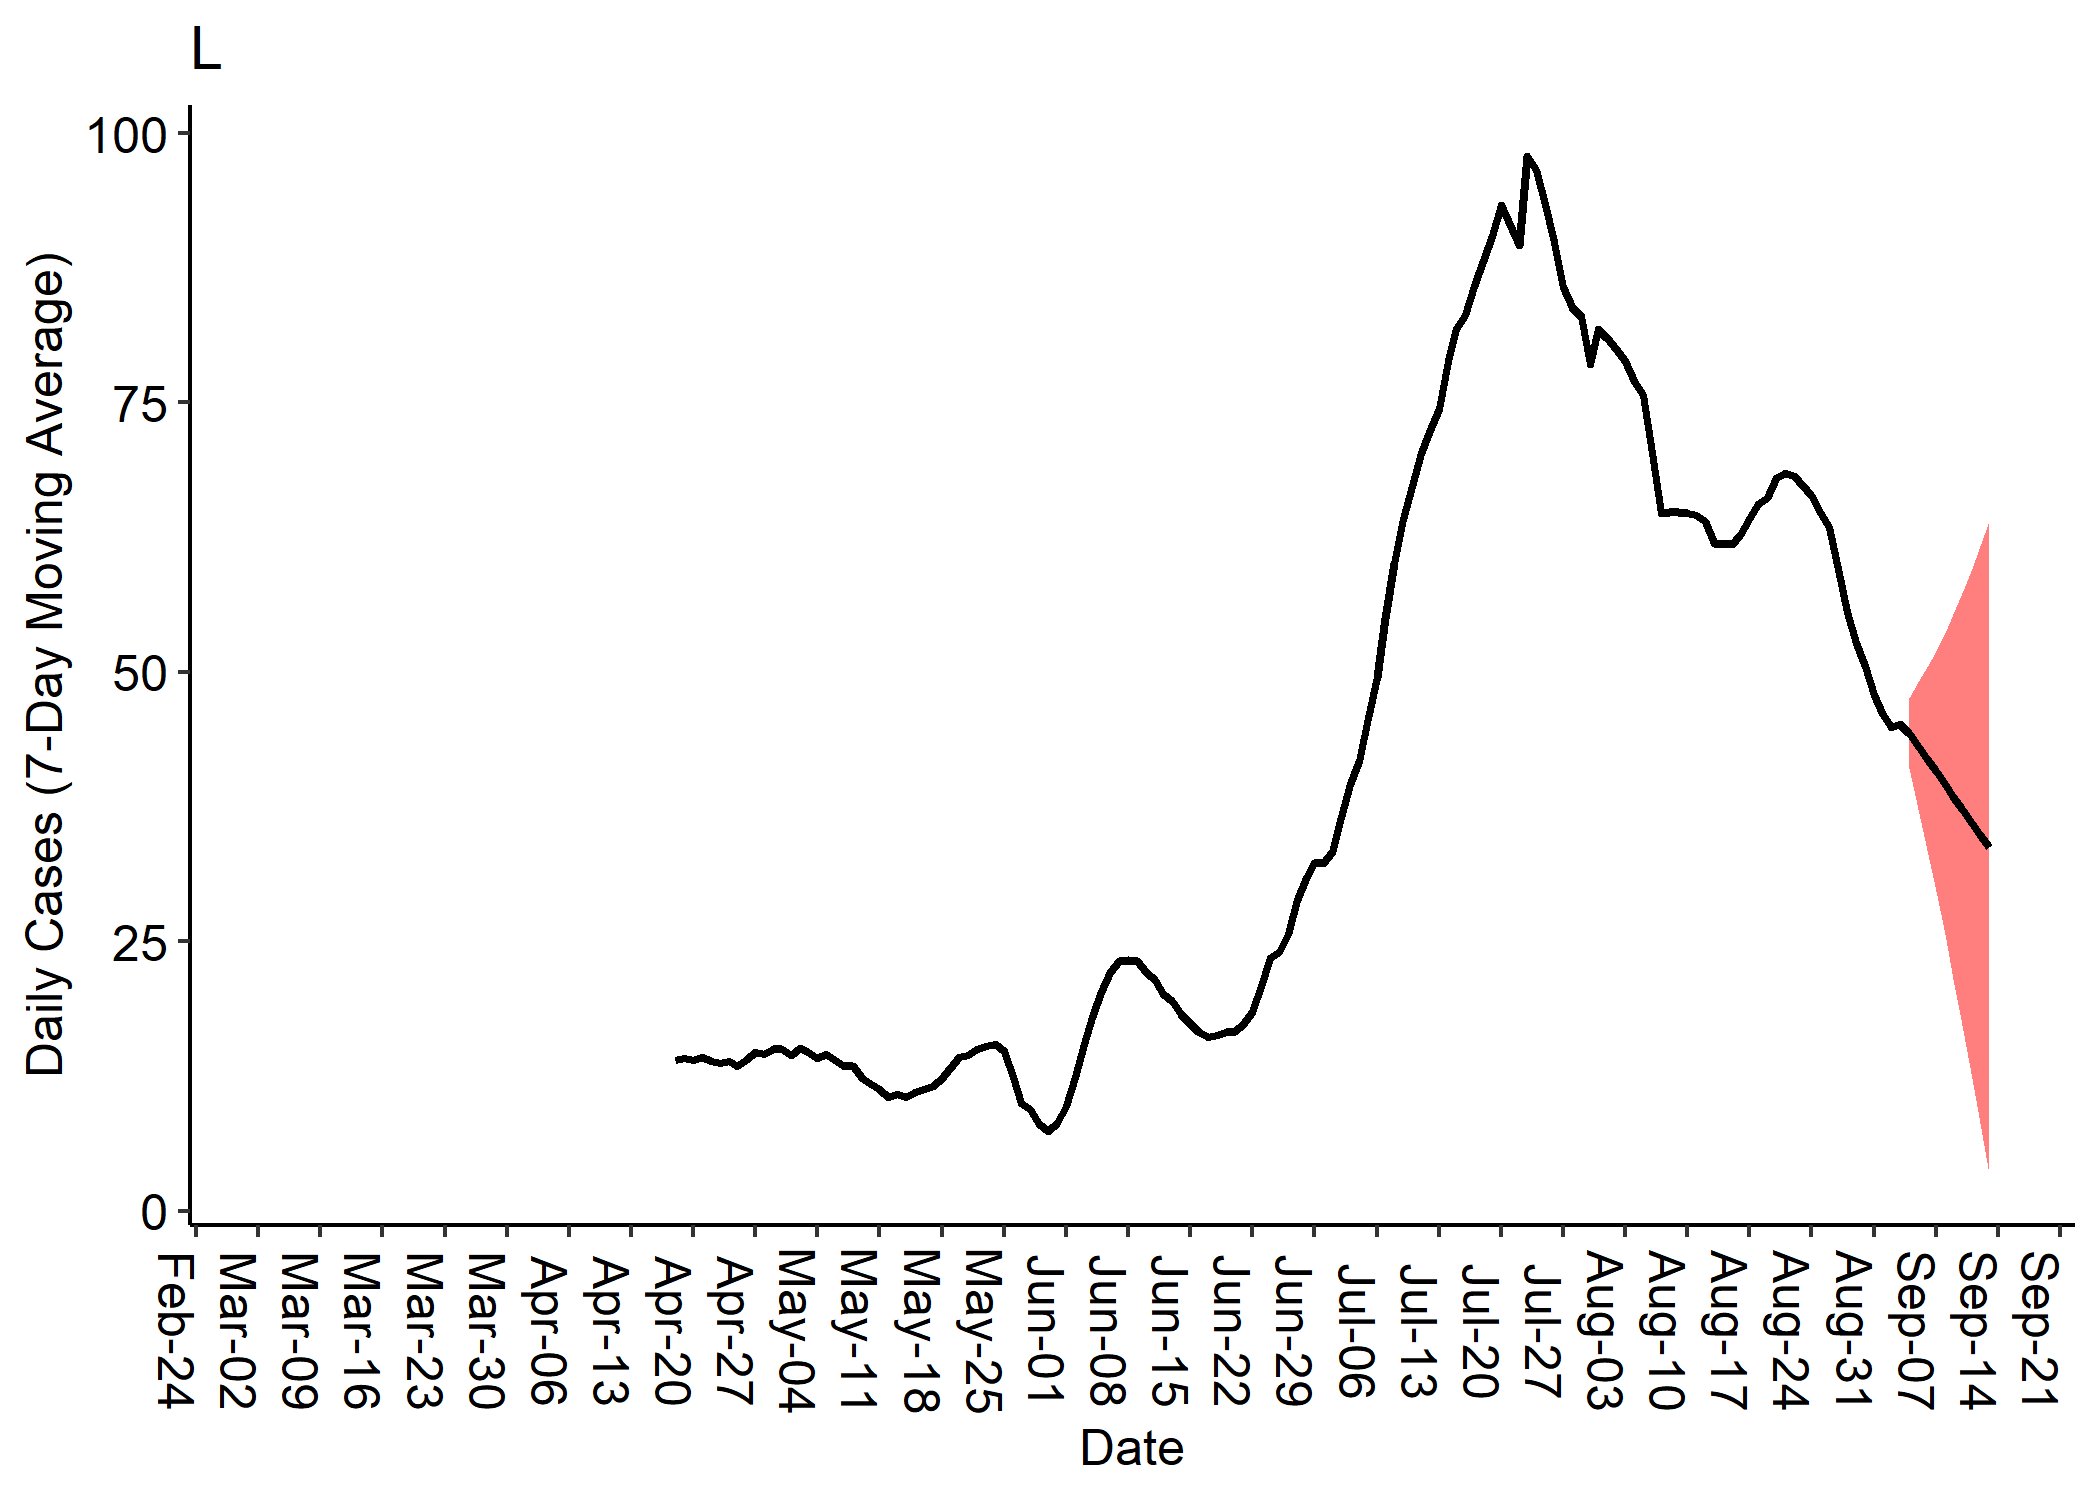 L
Daily Cases (7-Day Moving Average)
100
75
50
25
0
Feb-24
Mar-02
Mar-09
Mar-16
Mar-23
Mar-30
Apr-06
Apr-13
Apr-20
Apr-27
May-04
May-11
May-18
May-25
Jun-01
Jun-08
Jun-15
Jun-22
Jun-29
Jul-06
Jul-13
Jul-20
Jul-27
Aug-03
Aug-10
Aug-17
Aug-24
Aug-31
Sep-07
Sep-14
Sep-21
Date